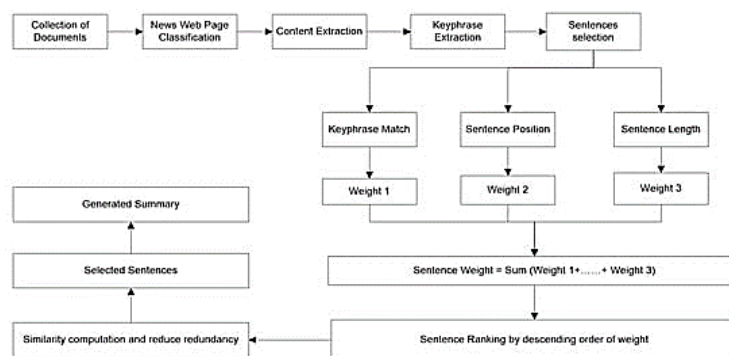 Collection of
Documents
News Web Page
Classification
Content Extraction
Keyphrase
Extraction
Sentences
selection
Keyphrase Match
Sentence Position
Sentence Length
Weight 1
Weight 2
Weight 3
Generated Summary
Selected Sentences
Sentence Weight = Sum (Weight 1+......+ Weight 3)
Similarity computation and reduce redundancy
Sentence Ranking by descending order of weight